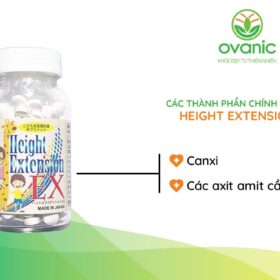 ovanic
KHỎE ĐẸP TỪ THIÊN NHIÊN
CÁC THÀNH PHẦN CHÍNH
HEIGHT EXTENSIO
Height
Extension
EX
MADE IN JAPAN
Canxi
Các axit amit cầ